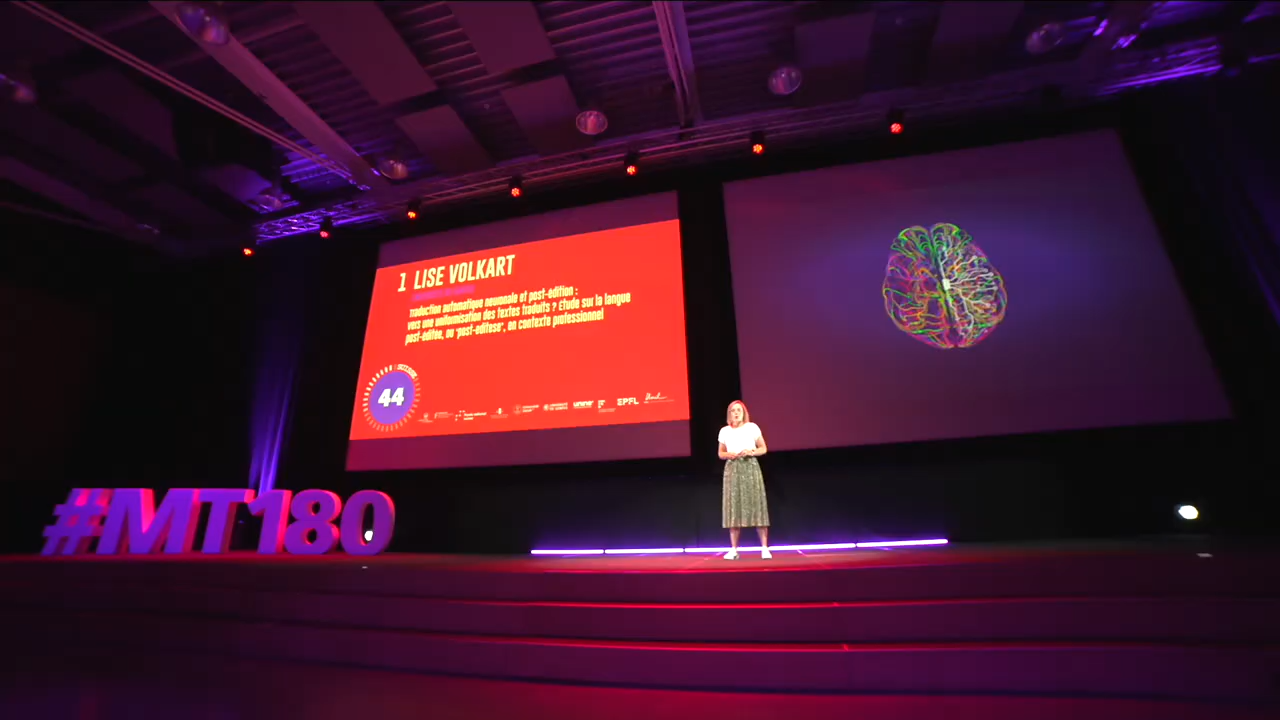 1 LISE VOLKART
Traduction automatique neuronale et post-édition :
vers une uniformisation des textes traduits ? Étude sur la langue
post-éditée, ou "post-editese", en contexte professionnel
44
EPFL
#MT180